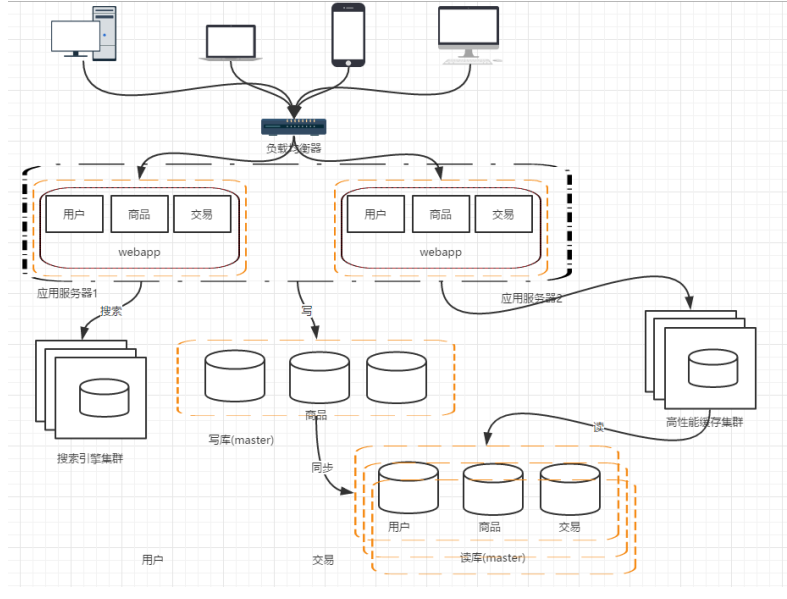 负载均衡器
用户
商品
交易
webapp
用户
商品
交易
webapp
应用服务器1
应用服务器2
搜索
写
商品
高性能缓存集群
读
写库(master)
搜索引擎集群
同步
用户
商品
交易
读库(master)
用户
交易